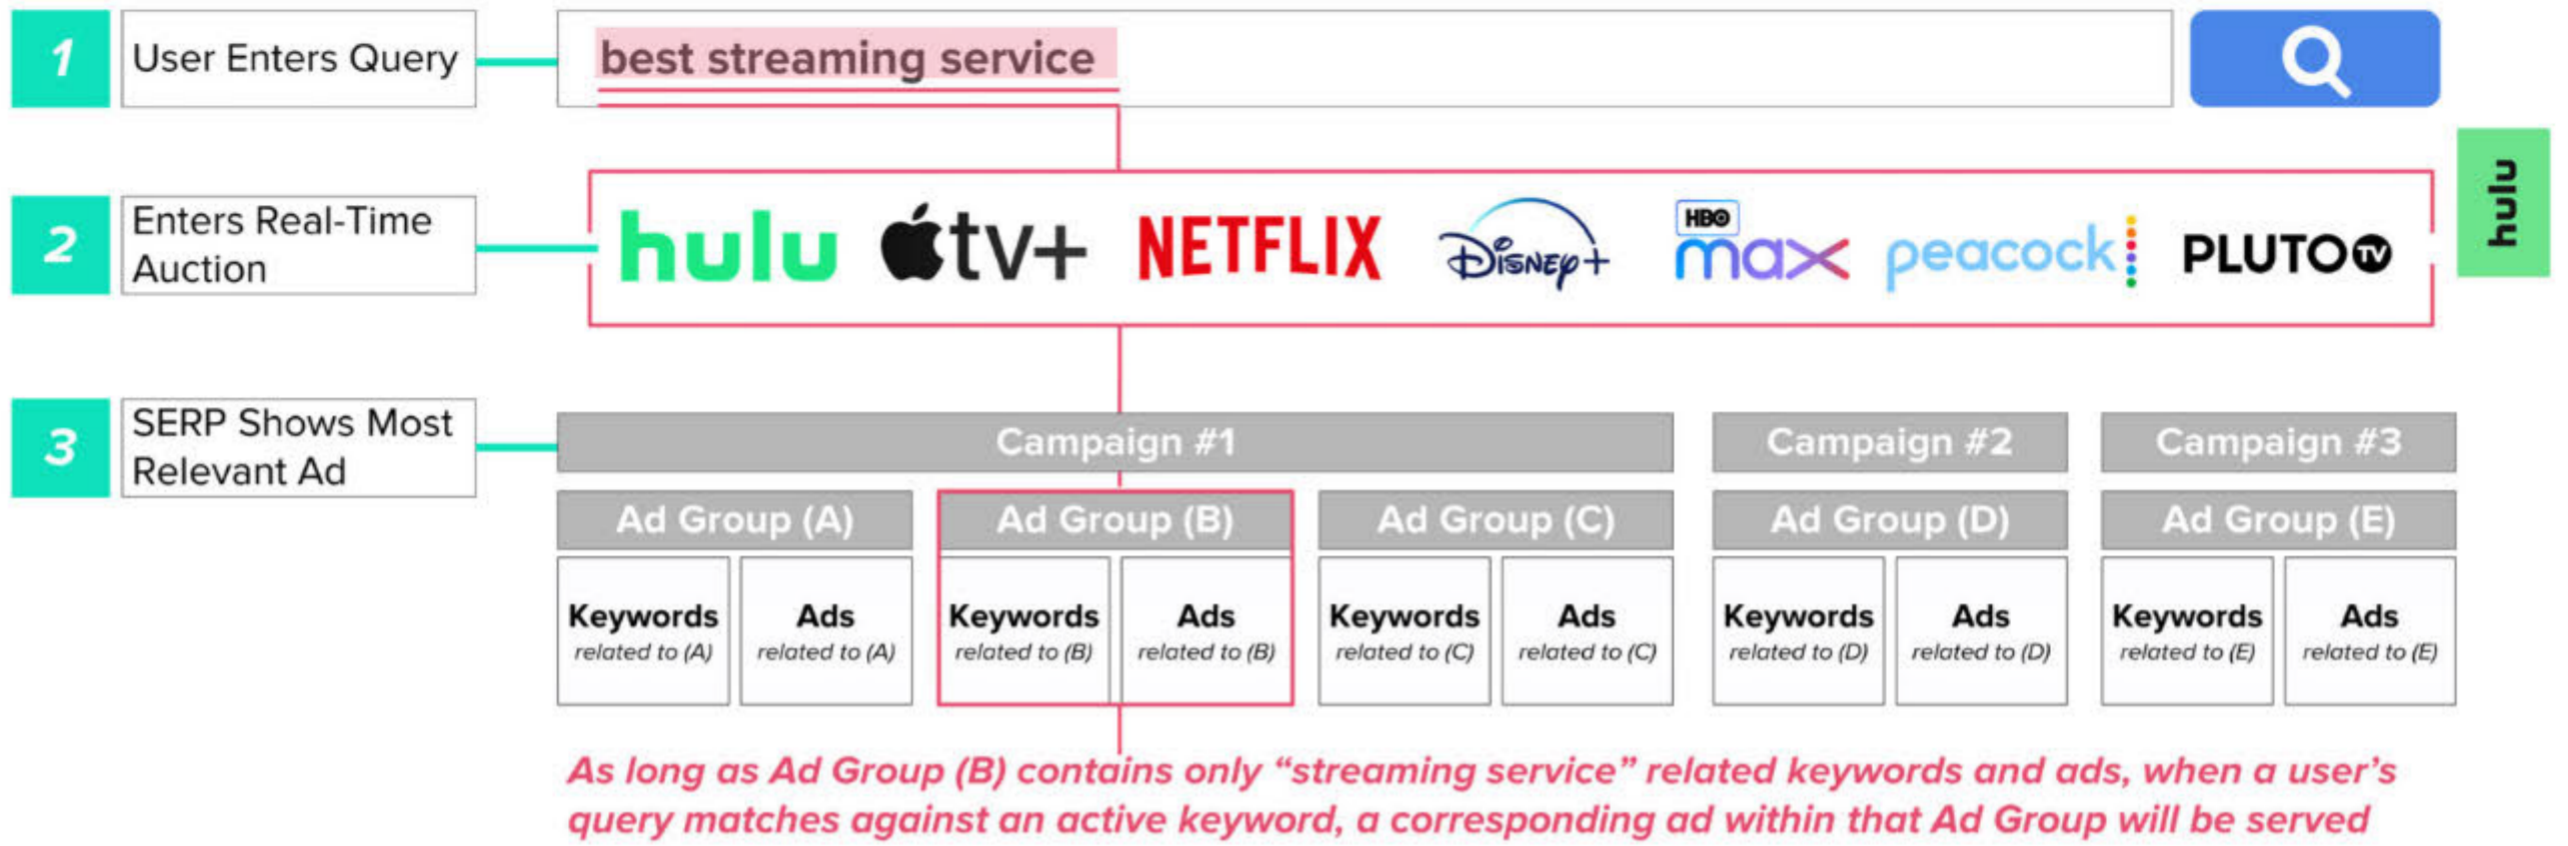 1
User Enters Query
best streaming service
2
Enters Real-Time
Auction
hulu
tv+
NETFLIX
Disney+
HBO
max
peacock
PLUTO TV
hulu
3
SERP Shows Most
Relevant Ad
Campaign #1
Campaign #2
Campaign #3
Ad Group (A)
Ad Group (B)
Ad Group (C)
Ad Group (D)
Ad Group (E)
Keywords
related to (A)
Ads
related to (A)
Keywords
related to (B)
Ads
related to (B)
Keywords
related to (C)
Ads
related to (C)
Keywords
related to (D)
Ads
related to (D)
Keywords
related to (E)
Ads
related to (E)
As long as Ad Group (B) contains only “streaming service” related keywords and ads, when a user’s
query matches against an active keyword, a corresponding ad within that Ad Group will be served